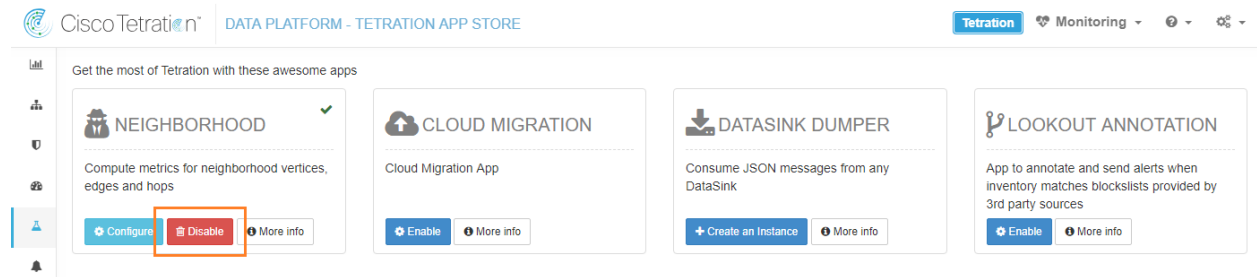 Cisco Tetration™ DATA PLATFORM - TETRATION APP STORE Tetration Monitoring
Get the most of Tetration with these awesome apps
NEIGHBORHOOD
Compute metrics for neighborhood vertices,
edges and hops
Configure Disable More info
CLOUD MIGRATION
Cloud Migration App
Enable More info
DATASINK DUMPER
Consume JSON messages from any
DataSink
Create an Instance More info
LOOKOUT ANNOTATION
App to annotate and send alerts when
inventory matches blockslists provided by
3rd party sources
Enable More info